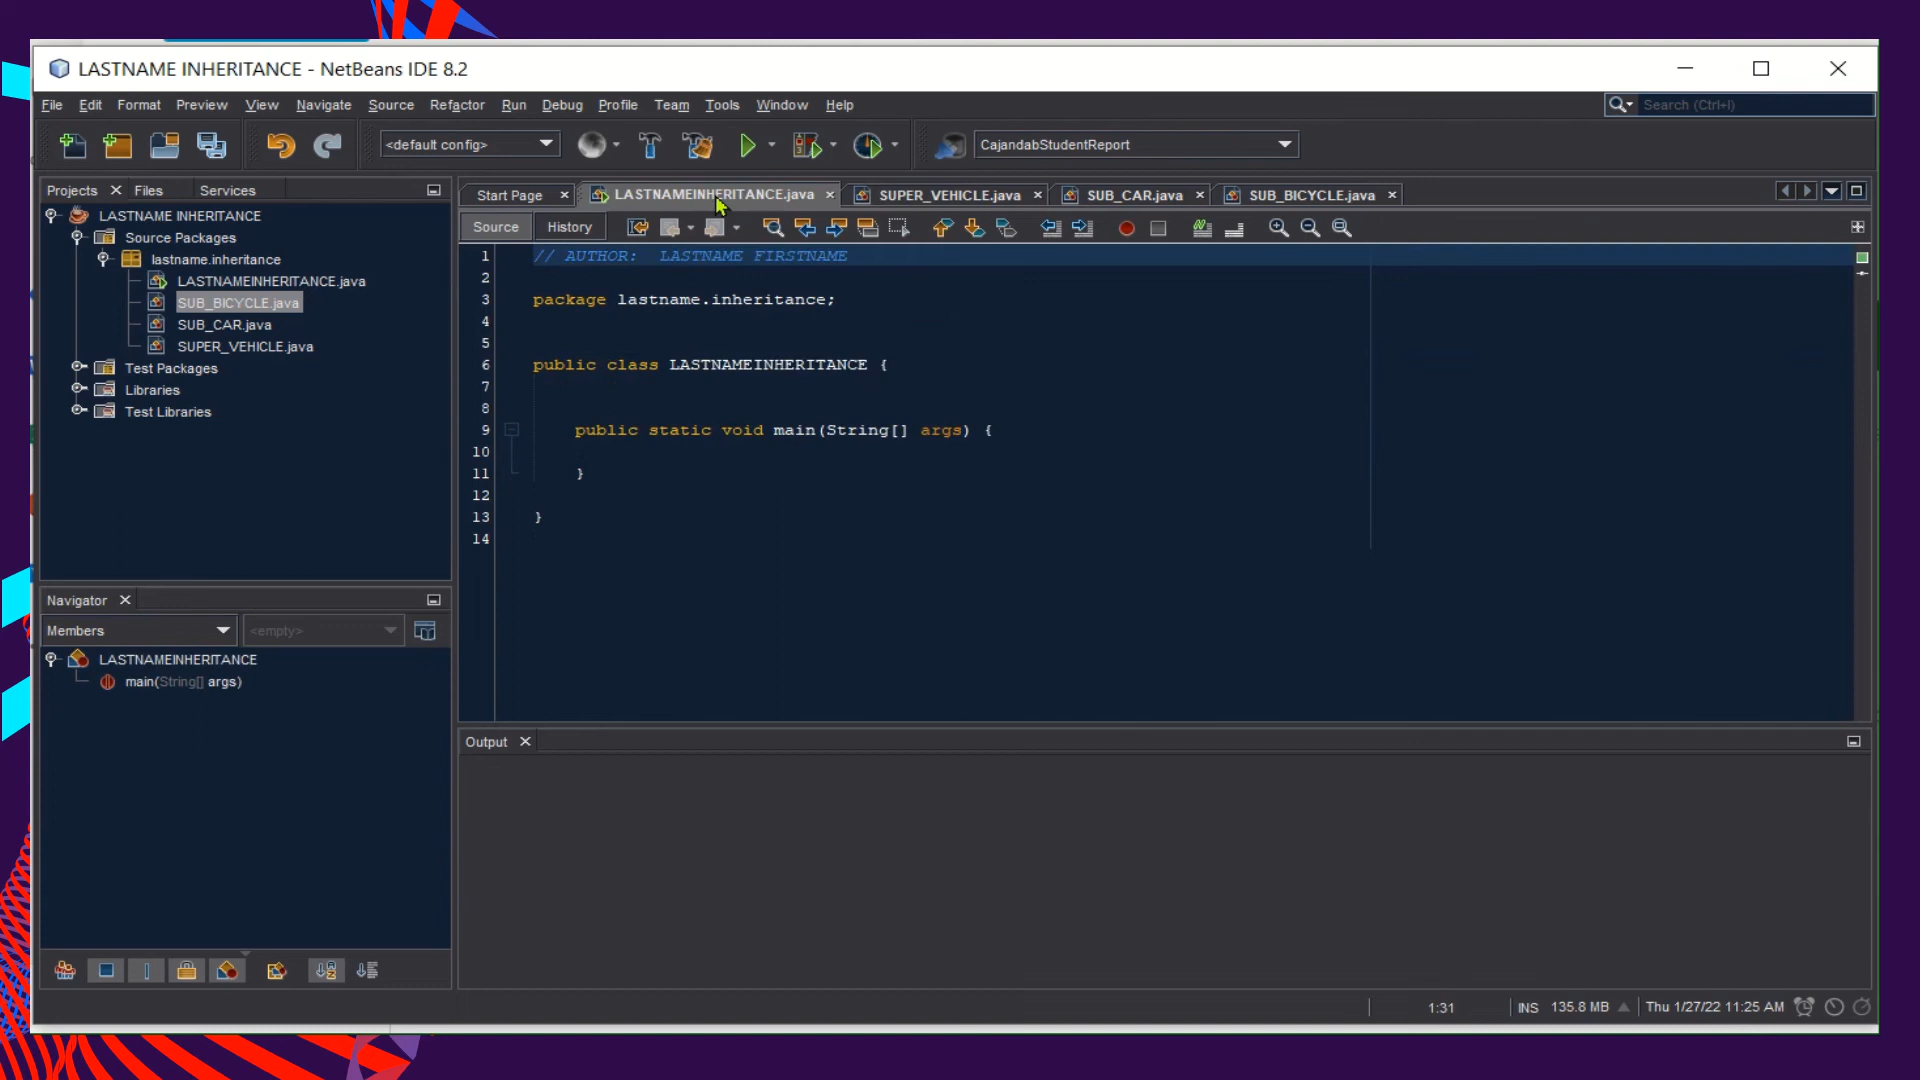 LASTNAME INHERITANCE - NetBeans IDE 8.2
File Edit Format Preview View Navigate Source Refactor Run Debug Profile Team Tools Window Help
Search (Ctrl+I)
<default config>
CajandabStudentReport
Projects Files Services
Start Page LASTNAMEINHERITANCE.java SUPER_VEHICLE.java SUB_CAR.java SUB_BICYCLE.java
Source History
LASTNAME INHERITANCE
Source Packages
lastname.inheritance
LASTNAMEINHERITANCE.java
SUB_BICYCLE.java
SUB_CAR.java
SUPER_VEHICLE.java
Test Packages
Libraries
Test Libraries
1 // AUTHOR: LASTNAME FIRSTNAME
2
3 package lastname.inheritance;
4
5
6 public class LASTNAMEINHERITANCE {
7
8
9 public static void main(String[] args) {
10
11 }
12
13 }
14
Navigator
Members
<empty>
LASTNAMEINHERITANCE
main(String[] args)
Output
1:31 INS 135.8 MB Thu 1/27/22 11:25 AM